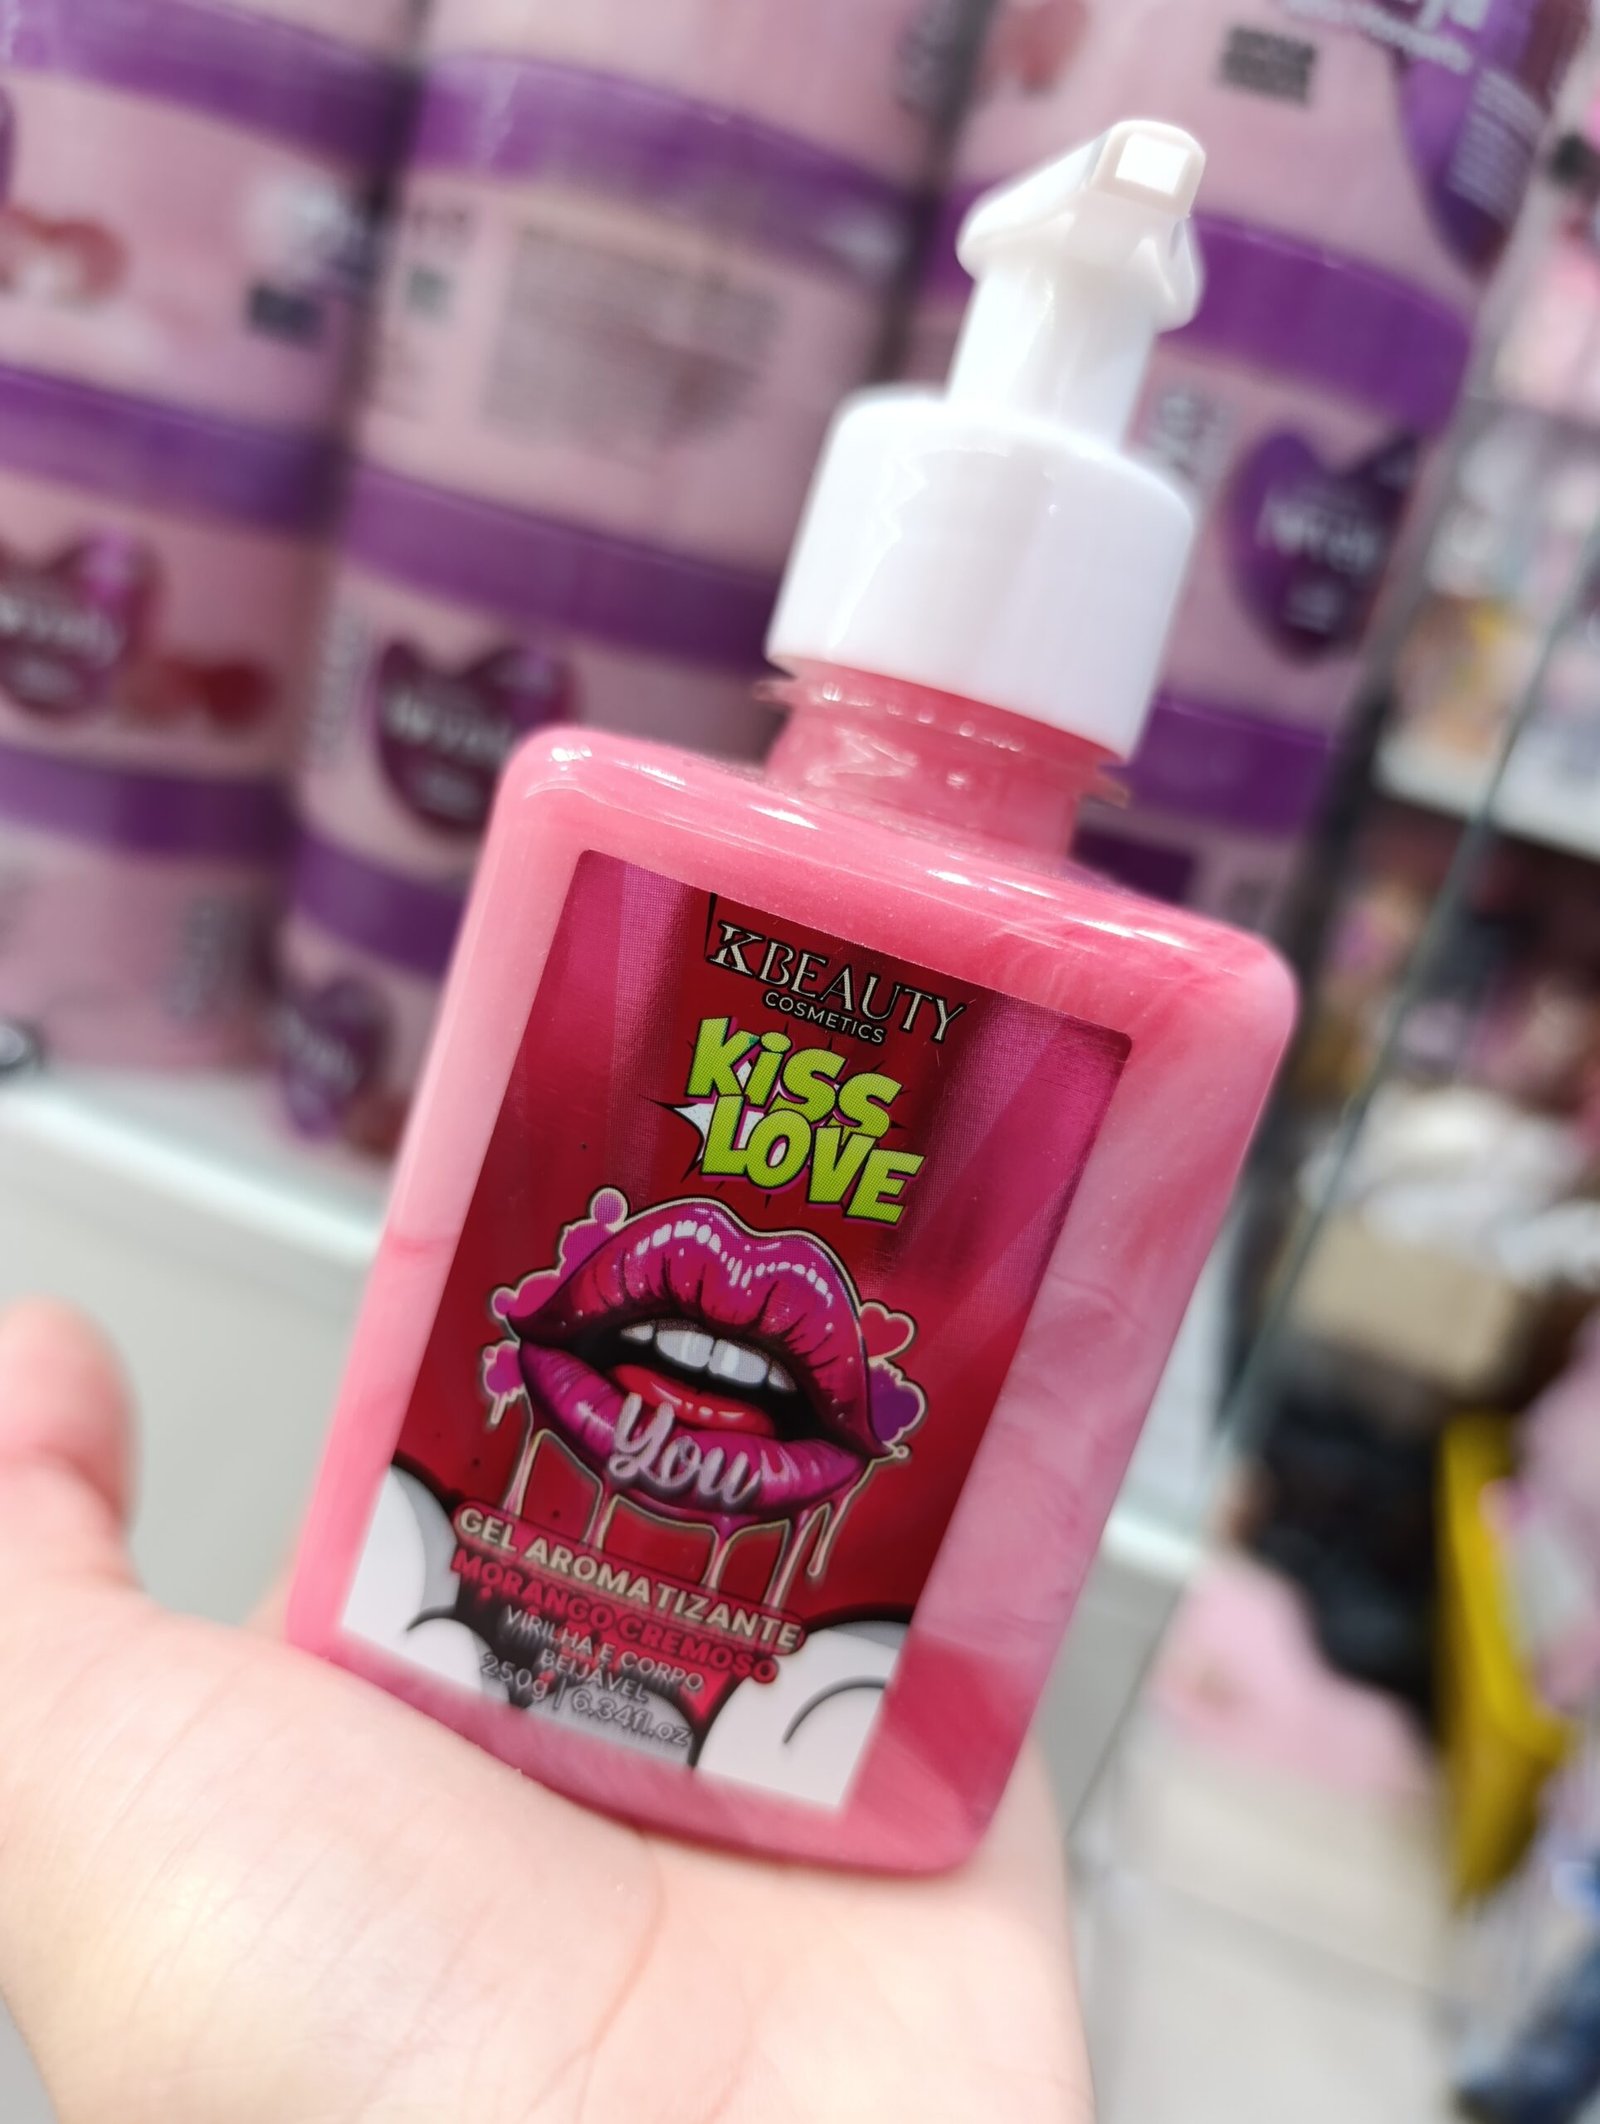 KBEAUTY
COSMETICS
KiSS
LOVE
You
GEL AROMATIZANTE
MORANGO CREMOSO
VIRILHA E CORPO
BEIJÁVEL
250g | 6.34fl.oz